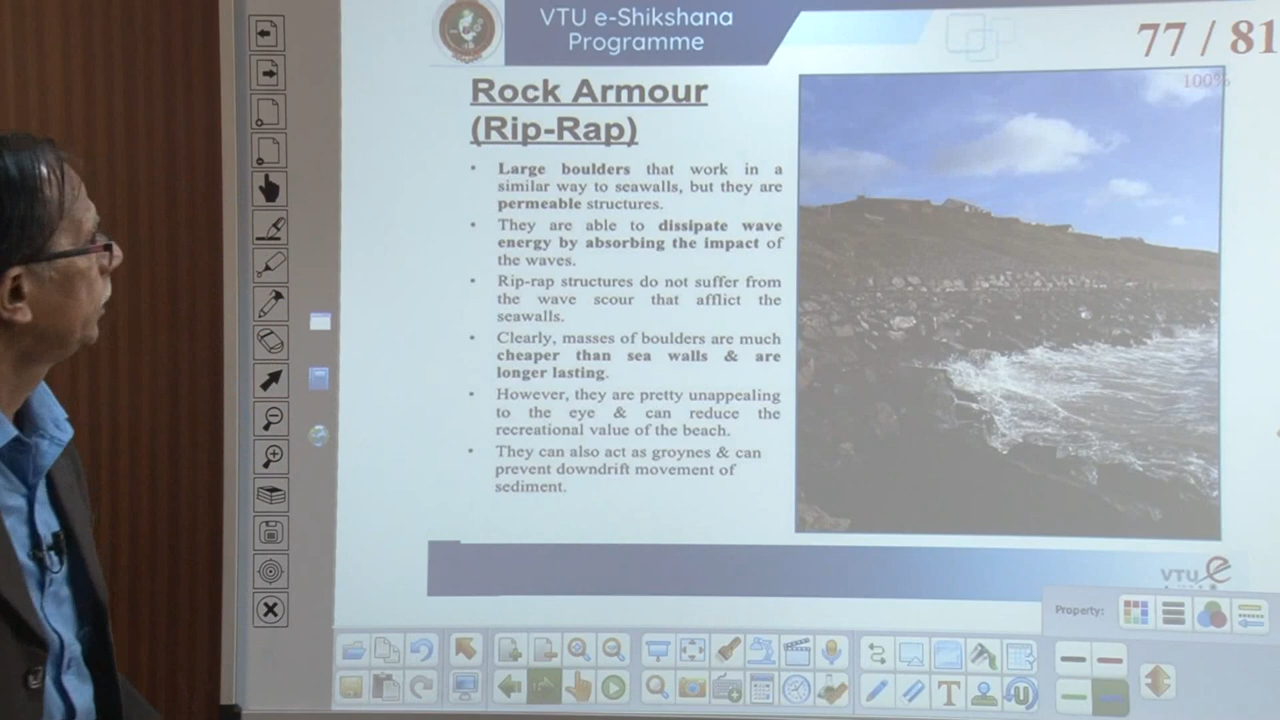 VTU e-Shikshana
Programme
77 / 81
100%
Rock Armour
(Rip-Rap)
• Large boulders that work in a
similar way to seawalls, but they are
permeable structures.
• They are able to dissipate wave
energy by absorbing the impact of
the waves.
• Rip-rap structures do not suffer from
the wave scour that afflict the
seawalls.
• Clearly, masses of boulders are much
cheaper than sea walls & are
longer lasting.
• However, they are pretty unappealing
to the eye & can reduce the
recreational value of the beach.
• They can also act as groynes & can
prevent downdrift movement of
sediment.
VTU e
Property: